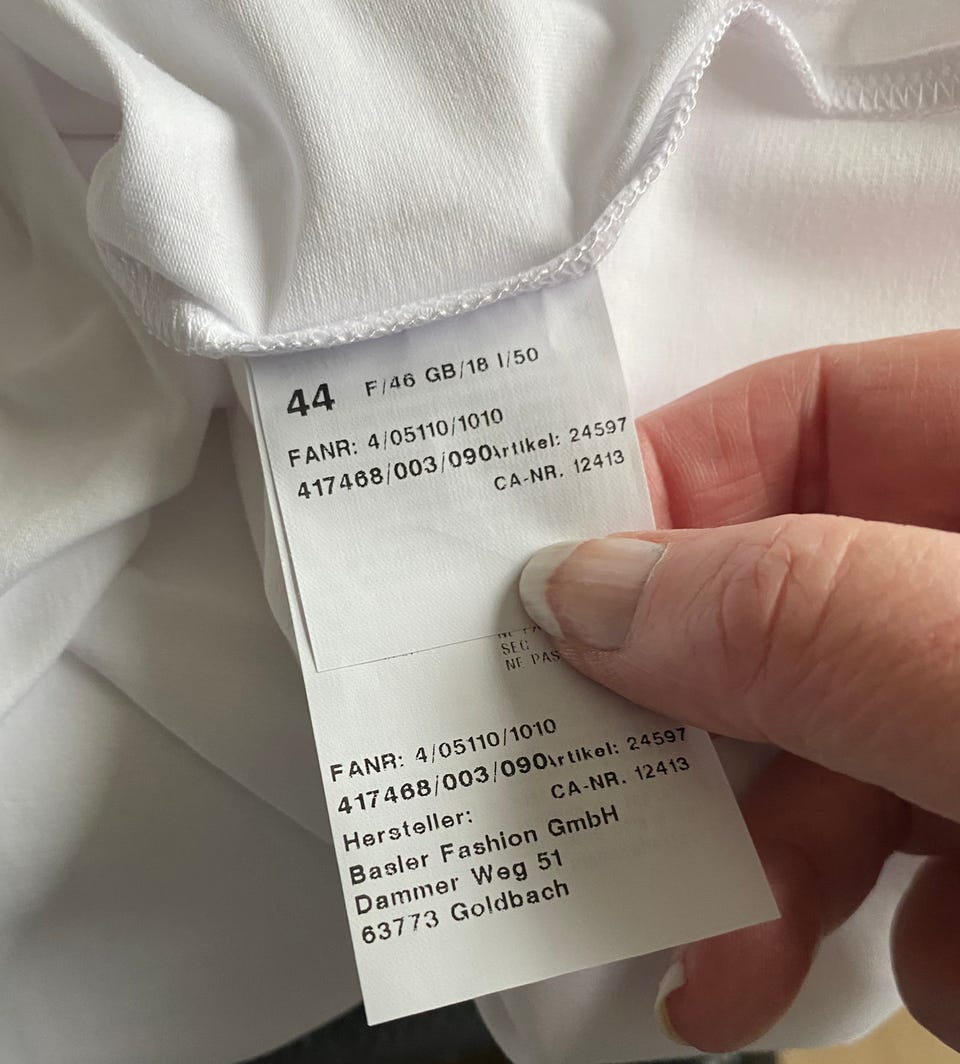 44 F/46 GB/18 I/50
FANR: 4/05110/1010
417468/003/090 Artikel: 24597
CA-NR. 12413
NE PAS
FANR: 4/05110/1010
417468/003/090 Artikel: 24597
CA-NR. 12413
Hersteller:
Basler Fashion GmbH
Dammer Weg 51
63773 Goldbach